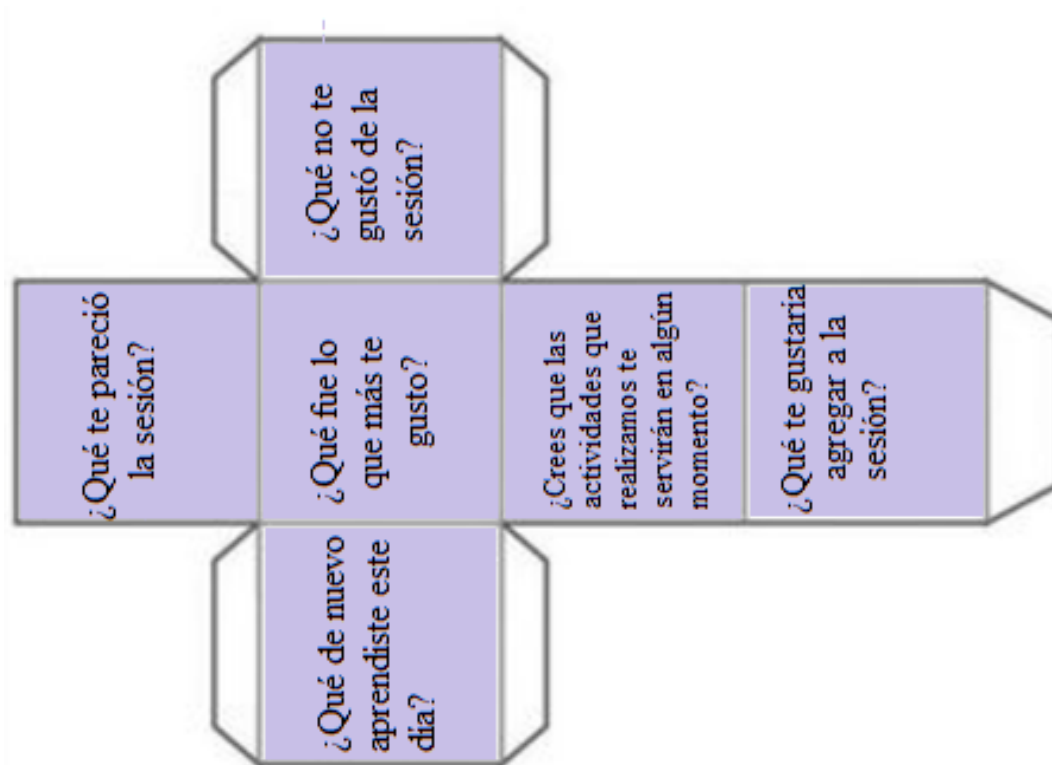 ¿Qué no te
gustó de la
sesión?
¿Qué te pareció
la sesión?
¿Qué fue lo
que más te
gusto?
¿Crees que las
actividades que
realizamos te
servirán en algún
momento?
¿Qué te gustaria
agregar a la
sesión?
¿Qué de nuevo
aprendiste este
día?